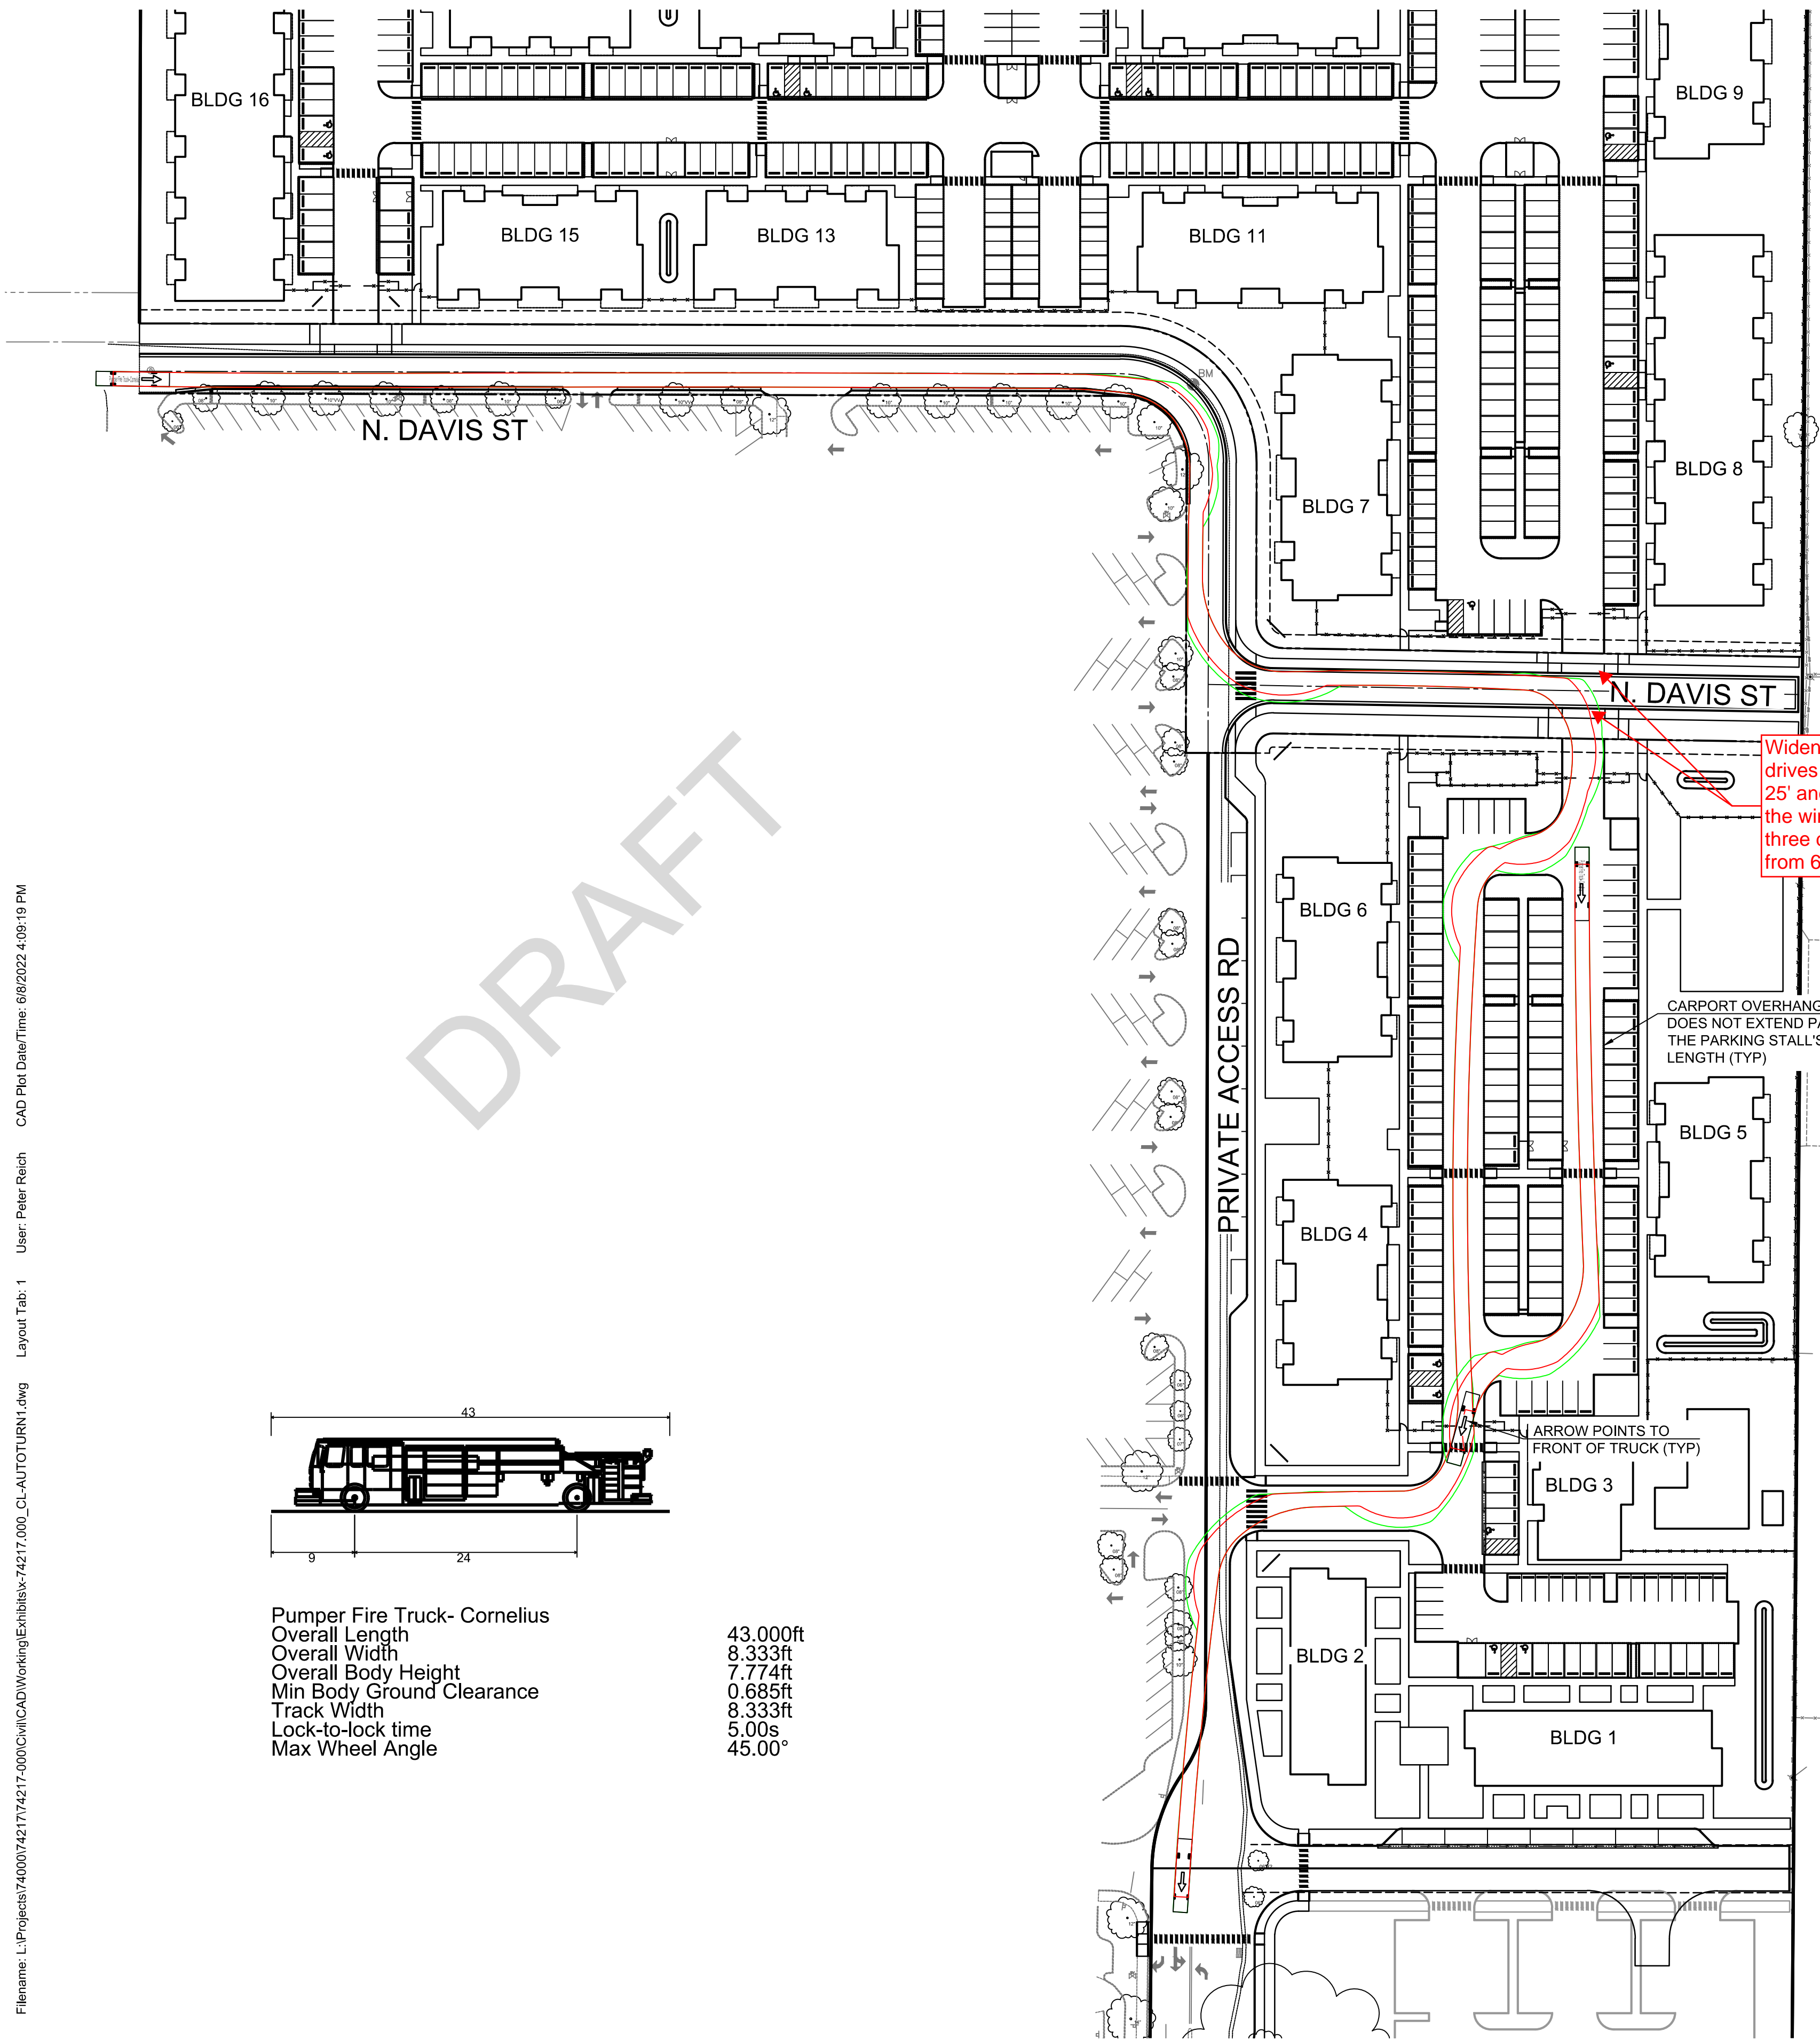 BLDG 16
BLDG 9
BLDG 15
BLDG 13
BLDG 11
BM
N. DAVIS ST
BLDG 8
BLDG 7
N. DAVIS ST
Widen
drives
25' and
the
three
from 6
DRAFT
BLDG 6
PRIVATE ACCESS RD
CARPORT OVERHANG
DOES NOT EXTEND
THE PARKING STALL'S
LENGTH (TYP)
BLDG 5
BLDG 4
ARROW POINTS TO
FRONT OF TRUCK (TYP)
BLDG 3
BLDG 2
BLDG 1
43
9
24
Pumper Fire Truck- Cornelius
Overall Length 43.000ft
Overall Width 8.333ft
Overall Body Height 7.774ft
Min Body Ground Clearance 0.685ft
Track Width 8.333ft
Lock-to-lock time 5.00s
Max Wheel Angle 45.00°
Filename: L:\Projects\74000\74217\74217-000\Civil\CAD\Working\Exhibits\x-74217.000_CL-AUTOTURN1.dwg Layout Tab: 1 User: Peter Reich CAD Plot Date/Time: 6/8/2022 4:09:19 PM